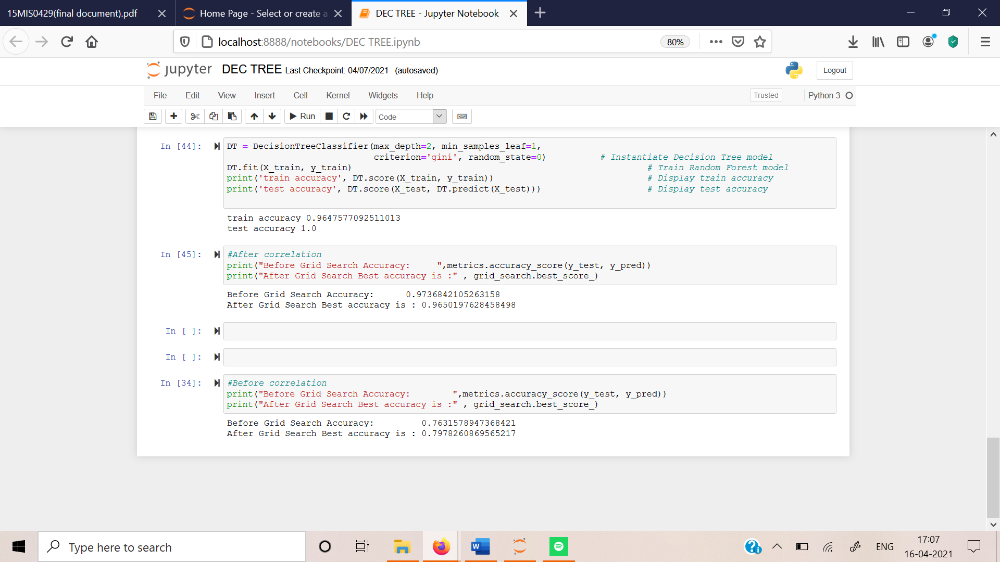 15MIS0429(final document).pdf
Home Page - Select or create a
DEC TREE - Jupyter Notebook
localhost:8888/notebooks/DEC TREE.ipynb
80%
jupyter
DEC TREE Last Checkpoint: 04/07/2021 (autosaved)
Logout
File Edit View Insert Cell Kernel Widgets Help
Trusted
Python 3
Run
Code
In [44]:
DT = DecisionTreeClassifier(max_depth=2, min_samples_leaf=1,
criterion='gini', random_state=0) # Instantiate Decision Tree model
DT.fit(X_train, y_train) # Train Random Forest model
print('train accuracy', DT.score(X_train, y_train)) # Display train accuracy
print('test accuracy', DT.score(X_test, DT.predict(X_test))) # Display test accuracy
train accuracy 0.9647577092511013
test accuracy 1.0
In [45]:
#After correlation
print("Before Grid Search Accuracy:     ",metrics.accuracy_score(y_test, y_pred))
print("After Grid Search Best accuracy is :" , grid_search.best_score_)
Before Grid Search Accuracy:      0.9736842105263158
After Grid Search Best accuracy is : 0.9650197628458498
In [ ]:
In [ ]:
In [34]:
#Before correlation
print("Before Grid Search Accuracy:        ",metrics.accuracy_score(y_test, y_pred))
print("After Grid Search Best accuracy is :" , grid_search.best_score_)
Before Grid Search Accuracy:         0.7631578947368421
After Grid Search Best accuracy is : 0.7978260869565217
Type here to search
W
ENG
17:07
16-04-2021